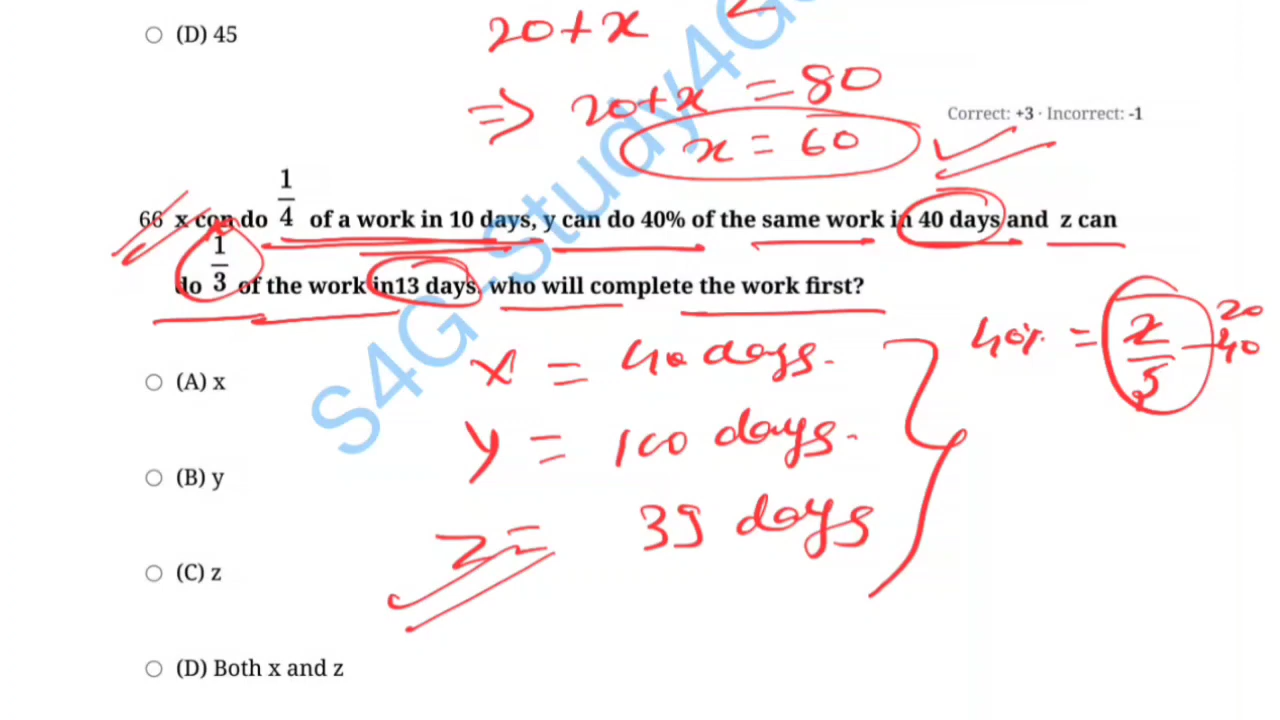 (D) 45
20+x
⇒ 20+x = 80
Correct: +3 · Incorrect: -1
x = 60
66 x can do 1/4 of a work in 10 days, y can do 40% of the same work in 40 days and z can
do 1/3 of the work in13 days, who will complete the work first?
40% = 2/5 - 40
20
x = 40 days.
(A) x
y = 100 days.
(B) y
z = 39 days
(C) z
(D) Both x and z
S4G-Study4G